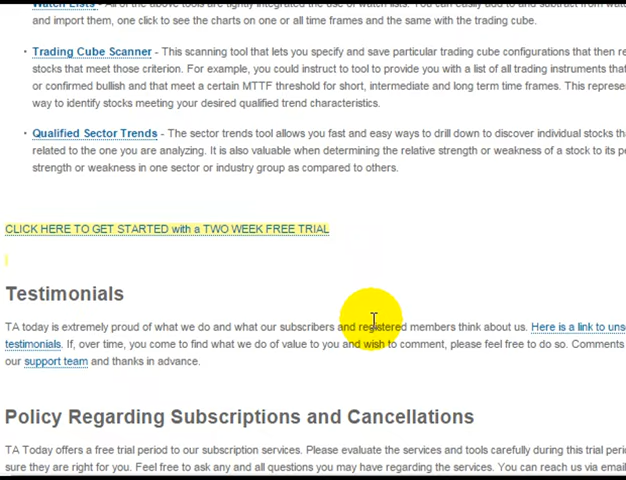 Watch Lists - All of the above tools are tightly integrated the use of watch lists. You can easily add to and subtract from
and import them, one click to see the charts on one or all time frames and the same with the trading cube.
Trading Cube Scanner - This scanning tool that lets you specify and save particular trading cube configurations that then
stocks that meet those criterion. For example, you could instruct to tool to provide you with a list of all trading instruments
or confirmed bullish and that meet a certain MTTF threshold for short, intermediate and long term time frames. This
way to identify stocks meeting your desired qualified trend characteristics.
Qualified Sector Trends - The sector trends tool allows you fast and easy ways to drill down to discover individual stocks
related to the one you are analyzing. It is also valuable when determining the relative strength or weakness of a stock to its
strength or weakness in one sector or industry group as compared to others.
CLICK HERE TO GET STARTED with a TWO WEEK FREE TRIAL
Testimonials
TA today is extremely proud of what we do and what our subscribers and registered members think about us. Here is a link to
testimonials. If, over time, you come to find what we do of value to you and wish to comment, please feel free to do so. Comments
our support team and thanks in advance.
Policy Regarding Subscriptions and Cancellations
TA Today offers a free trial period to our subscription services. Please evaluate the services and tools carefully during this trial
sure they are right for you. Feel free to ask any and all questions you may have regarding the services. You can reach us via